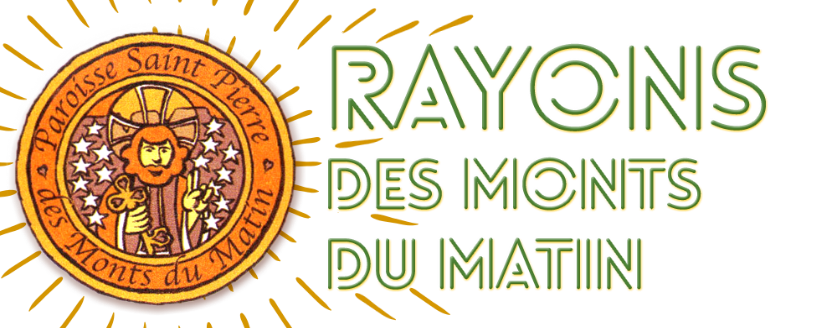 Paroisse Saint Pierre
des Monts du Matin
RAYONS
DES MONTS
DU MATIN